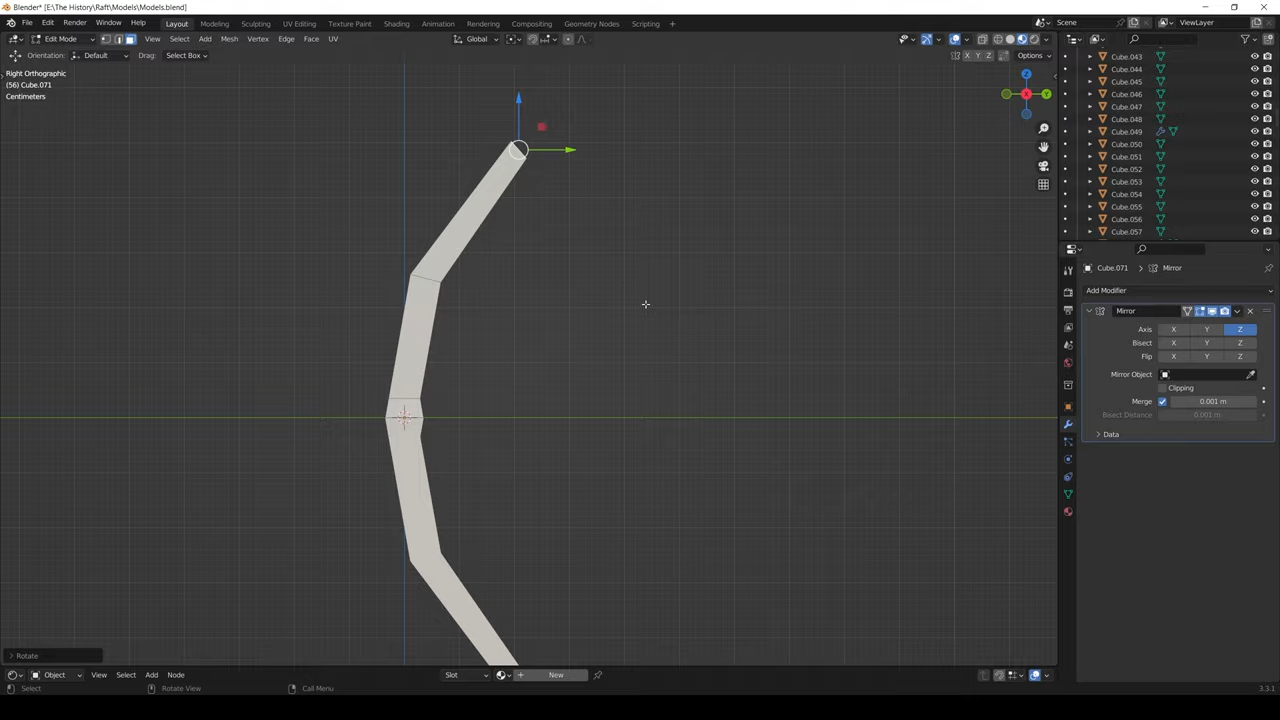 Blender* [E:\The History\Raft\Models\Models.blend]
File Edit Render Window Help
Layout Modeling Sculpting UV Editing Texture Paint Shading Animation Rendering Compositing Geometry Nodes Scripting +
Scene
ViewLayer
Edit Mode
View Select Add Mesh Vertex Edge Face UV
Global
Orientation: Default Drag: Select Box
X Y Z
Options
Right Orthographic
(56) Cube.071
Centimeters
Z
X
Y
Cube.043
Cube.044
Cube.045
Cube.046
Cube.047
Cube.048
Cube.049
Cube.050
Cube.051
Cube.052
Cube.053
Cube.054
Cube.055
Cube.056
Cube.057
Cube.071 > Mirror
Add Modifier
Mirror
Axis X Y Z
Bisect X Y Z
Flip X Y Z
Mirror Object
Clipping
Merge 0.001 m
Bisect Distance 0.001 m
Data
Rotate
Object View Select Add Node
Slot
New
Select
Rotate View
Call Menu
3.3.1